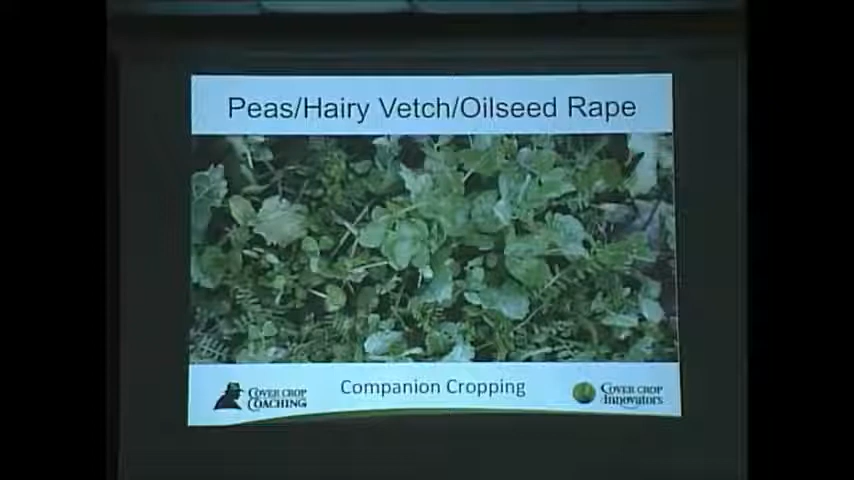 Peas/Hairy Vetch/Oilseed Rape
Companion Cropping
COVER CROP
COACHING
COVER CROP
INNOVATORS